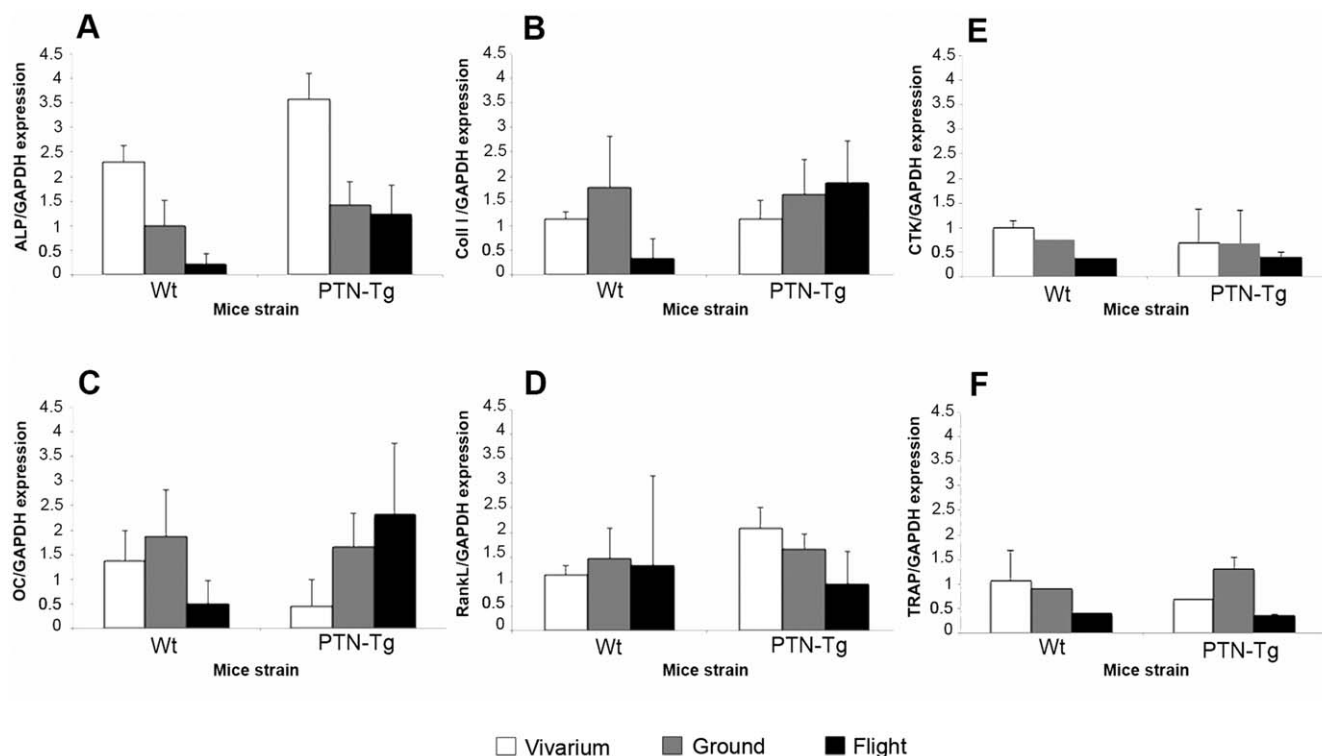 A
ALP/GAPDH expression
4.5
4
3.5
3
2.5
2
1.5
1
0.5
0
Wt PTN-Tg
Mice strain
B
Coll I /GAPDH expression
4.5
4
3.5
3
2.5
2
1.5
1
0.5
0
Wt PTN-Tg
Mice strain
E
CTK/GAPDH expression
4.5
4
3.5
3
2.5
2
1.5
1
0.5
0
Wt PTN-Tg
Mice strain
C
OC/GAPDH expression
4.5
4
3.5
3
2.5
2
1.5
1
0.5
0
Wt PTN-Tg
Mice strain
D
RankL/GAPDH expression
4.5
4
3.5
3
2.5
2
1.5
1
0.5
0
Wt PTN-Tg
Mice strain
F
TRAP/GAPDH expression
4.5
4
3.5
3
2.5
2
1.5
1
0.5
0
Wt PTN-Tg
Mice strain
Vivarium Ground Flight